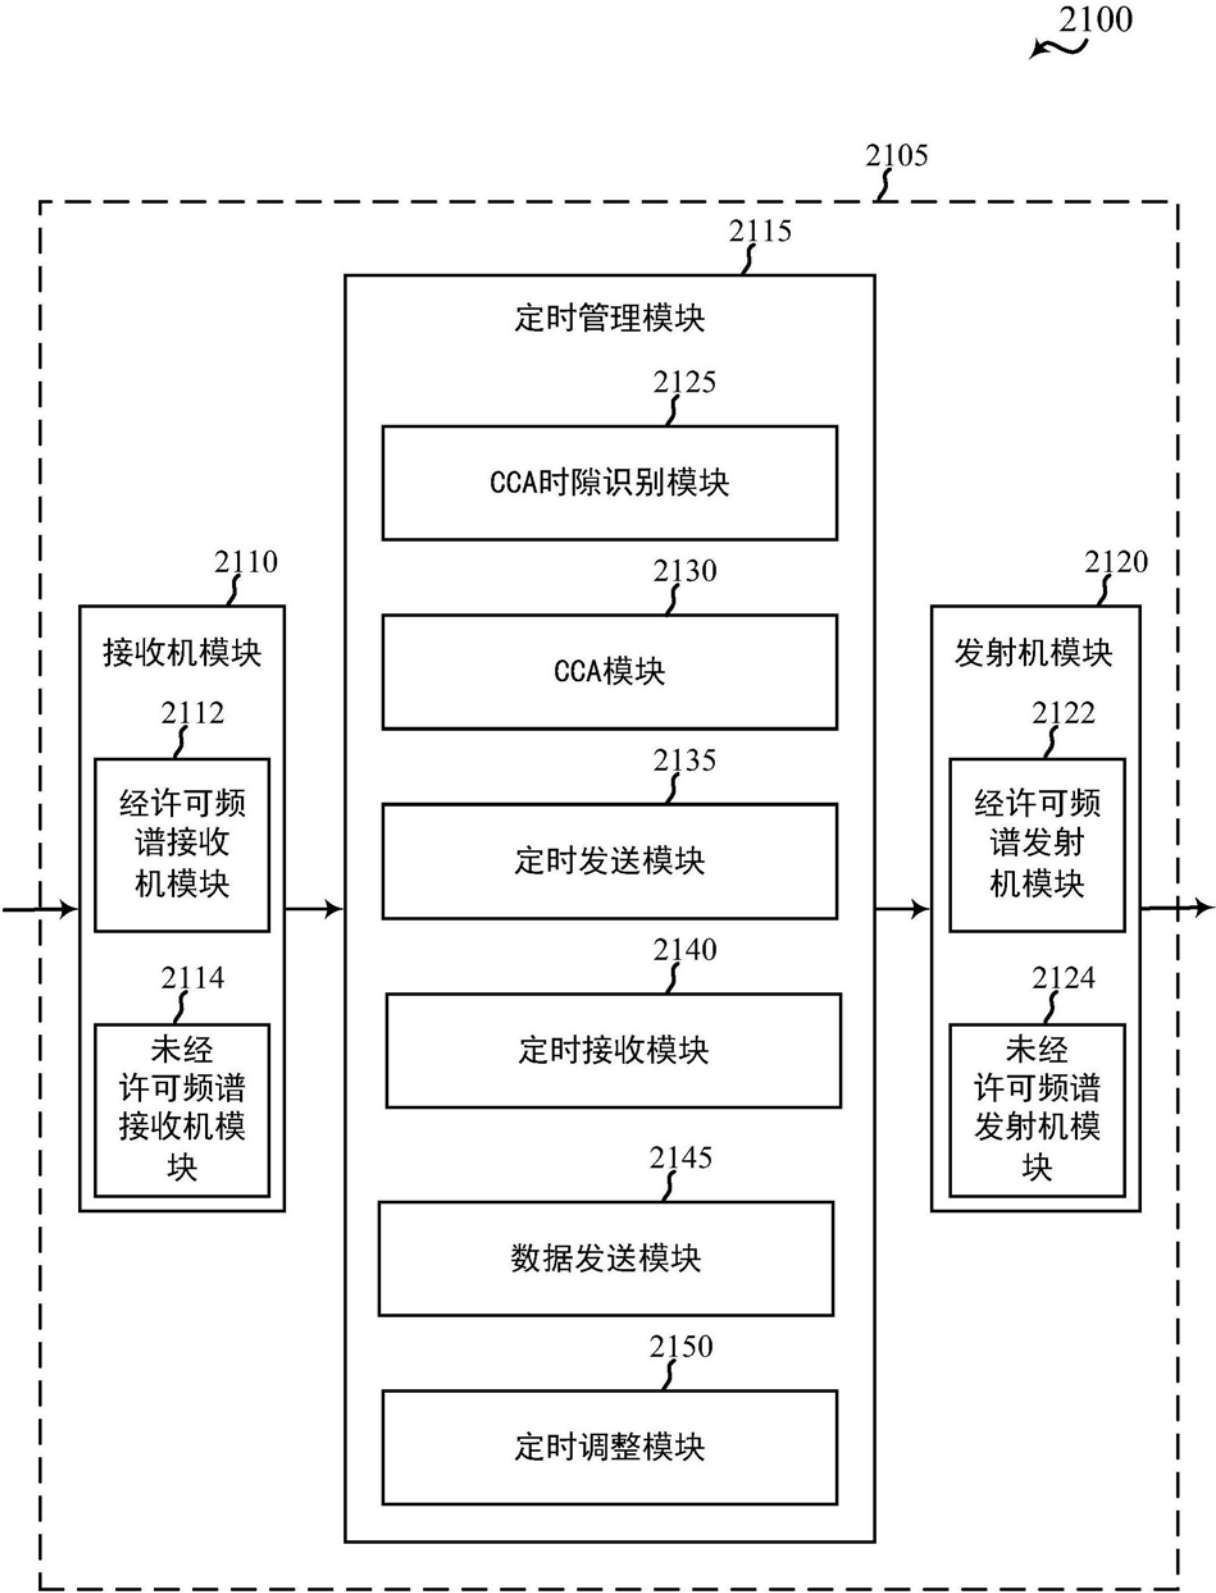 2100
2105
2115
定时管理模块
2125
CCA时隙识别模块
2130
CCA模块
2135
定时发送模块
2140
定时接收模块
2145
数据发送模块
2150
定时调整模块
2110
接收机模块
2112
经许可频
谱接收
机模块
2114
未经
许可频谱
接收机模
块
2120
发射机模块
2122
经许可频
谱发射
机模块
2124
未经
许可频谱
发射机模
块